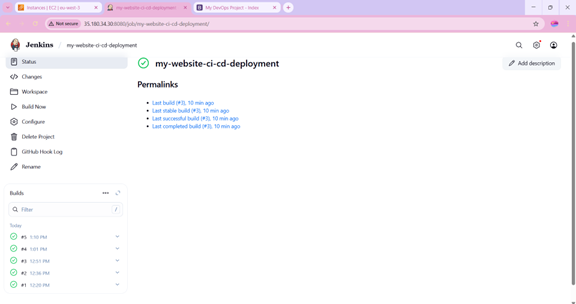 Instances | EC2 | eu-west-3
my-website-ci-cd-deployment
My DevOps Project - Index
Not secure
35.180.34.30:8080/job/my-website-ci-cd-deployment/
Jenkins / my-website-ci-cd-deployment
Status
Changes
Workspace
Build Now
Configure
Delete Project
GitHub Hook Log
Rename
my-website-ci-cd-deployment
Add description
Permalinks
Last build (#3), 10 min ago
Last stable build (#3), 10 min ago
Last successful build (#3), 10 min ago
Last completed build (#3), 10 min ago
Builds
Filter /
Today
#5 1:10 PM
#4 1:01 PM
#3 12:51 PM
#2 12:36 PM
#1 12:29 PM